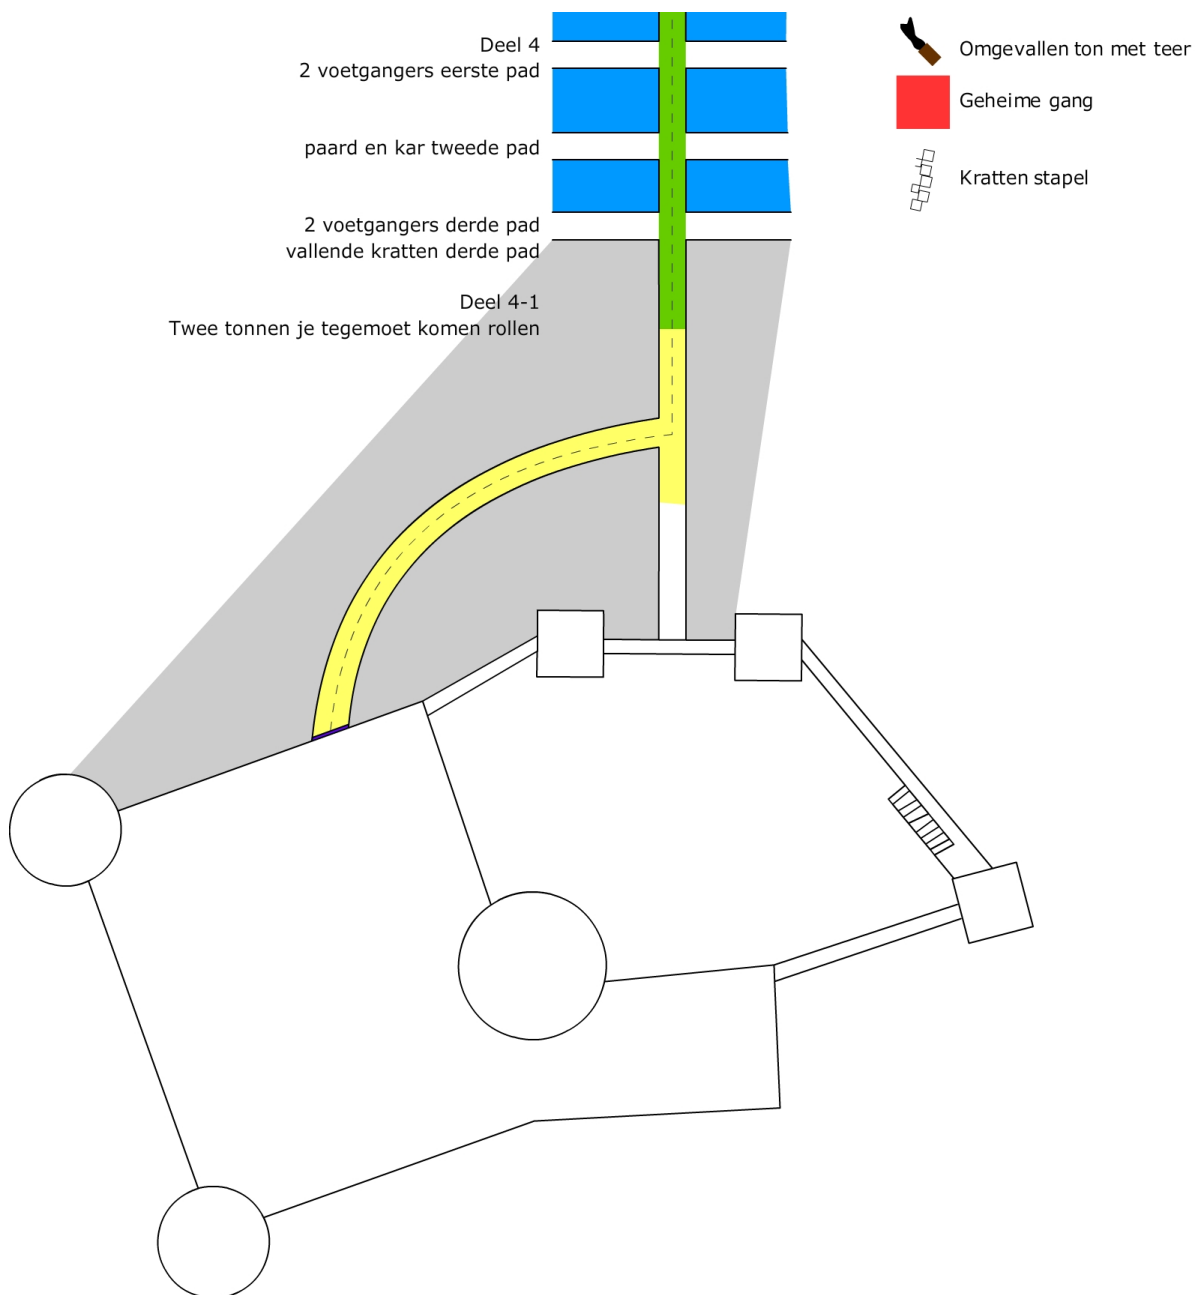 Deel 4
2 voetgangers eerste pad
paard en kar tweede pad
2 voetgangers derde pad
vallende kratten derde pad
Deel 4-1
Twee tonnen je tegemoet komen rollen
Omgevallen ton met teer
Geheime gang
Kratten stapel